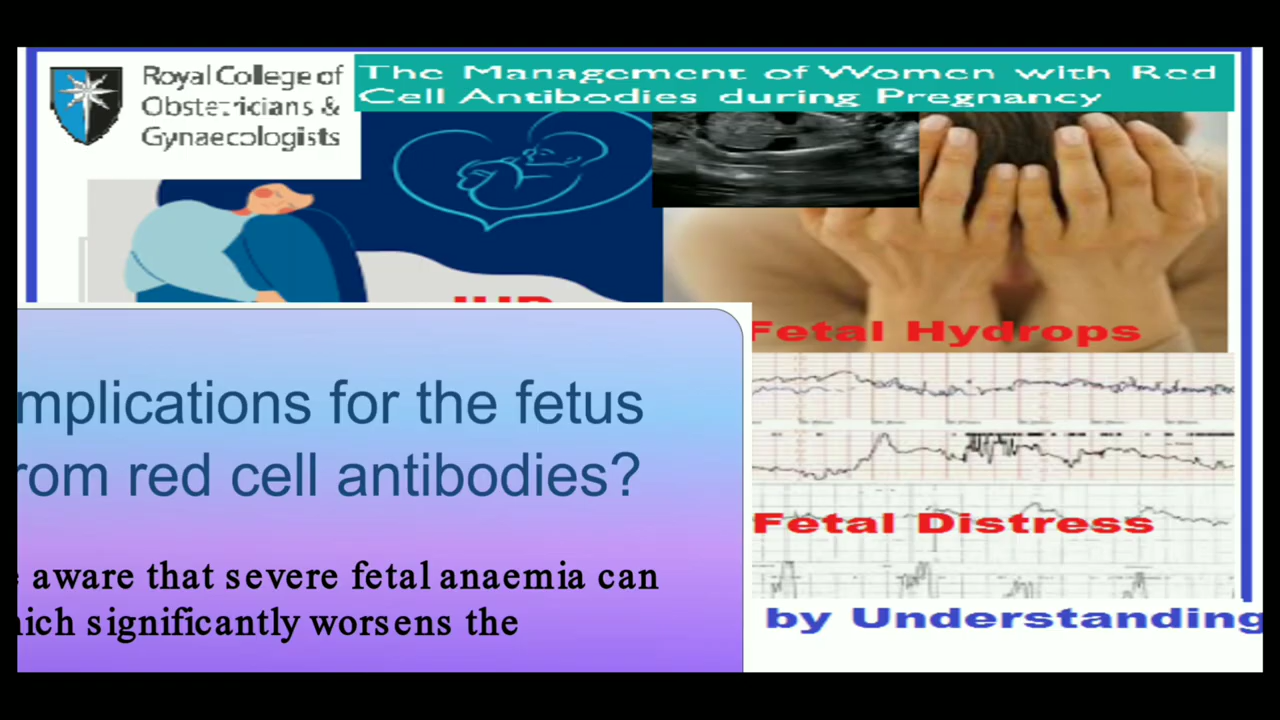 Royal College of
Obstetricians &
Gynaecologists
The Management of Women with Red
Cell Antibodies during Pregnancy
Fetal Hydrops
mplications for the fetus
rom red cell antibodies?
Fetal Distress
aware that severe fetal anaemia can
hich significantly worsens the
by Understanding